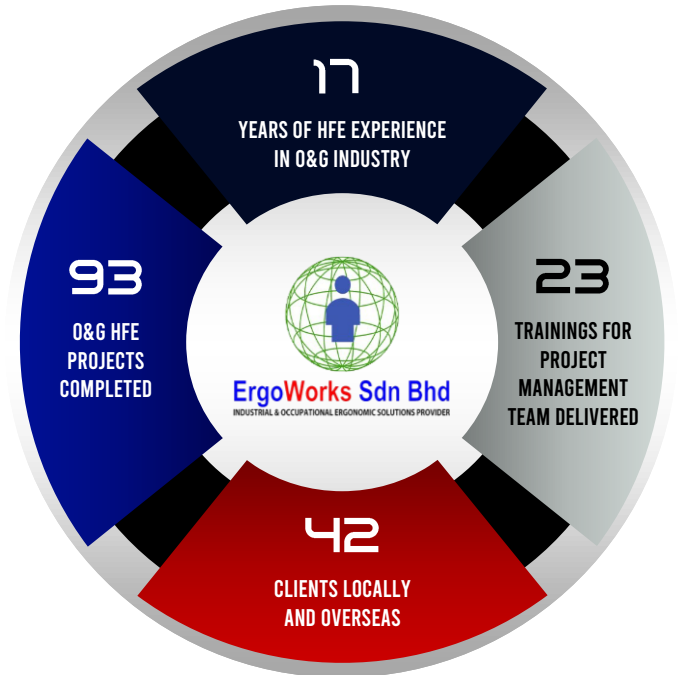 17
YEARS OF HFE EXPERIENCE
IN O&G INDUSTRY
93
O&G HFE
PROJECTS
COMPLETED
23
TRAININGS FOR
PROJECT
MANAGEMENT
TEAM DELIVERED
ErgoWorks Sdn Bhd
INDUSTRIAL & OCCUPATIONAL ERGONOMIC SOLUTIONS PROVIDER
42
CLIENTS LOCALLY
AND OVERSEAS